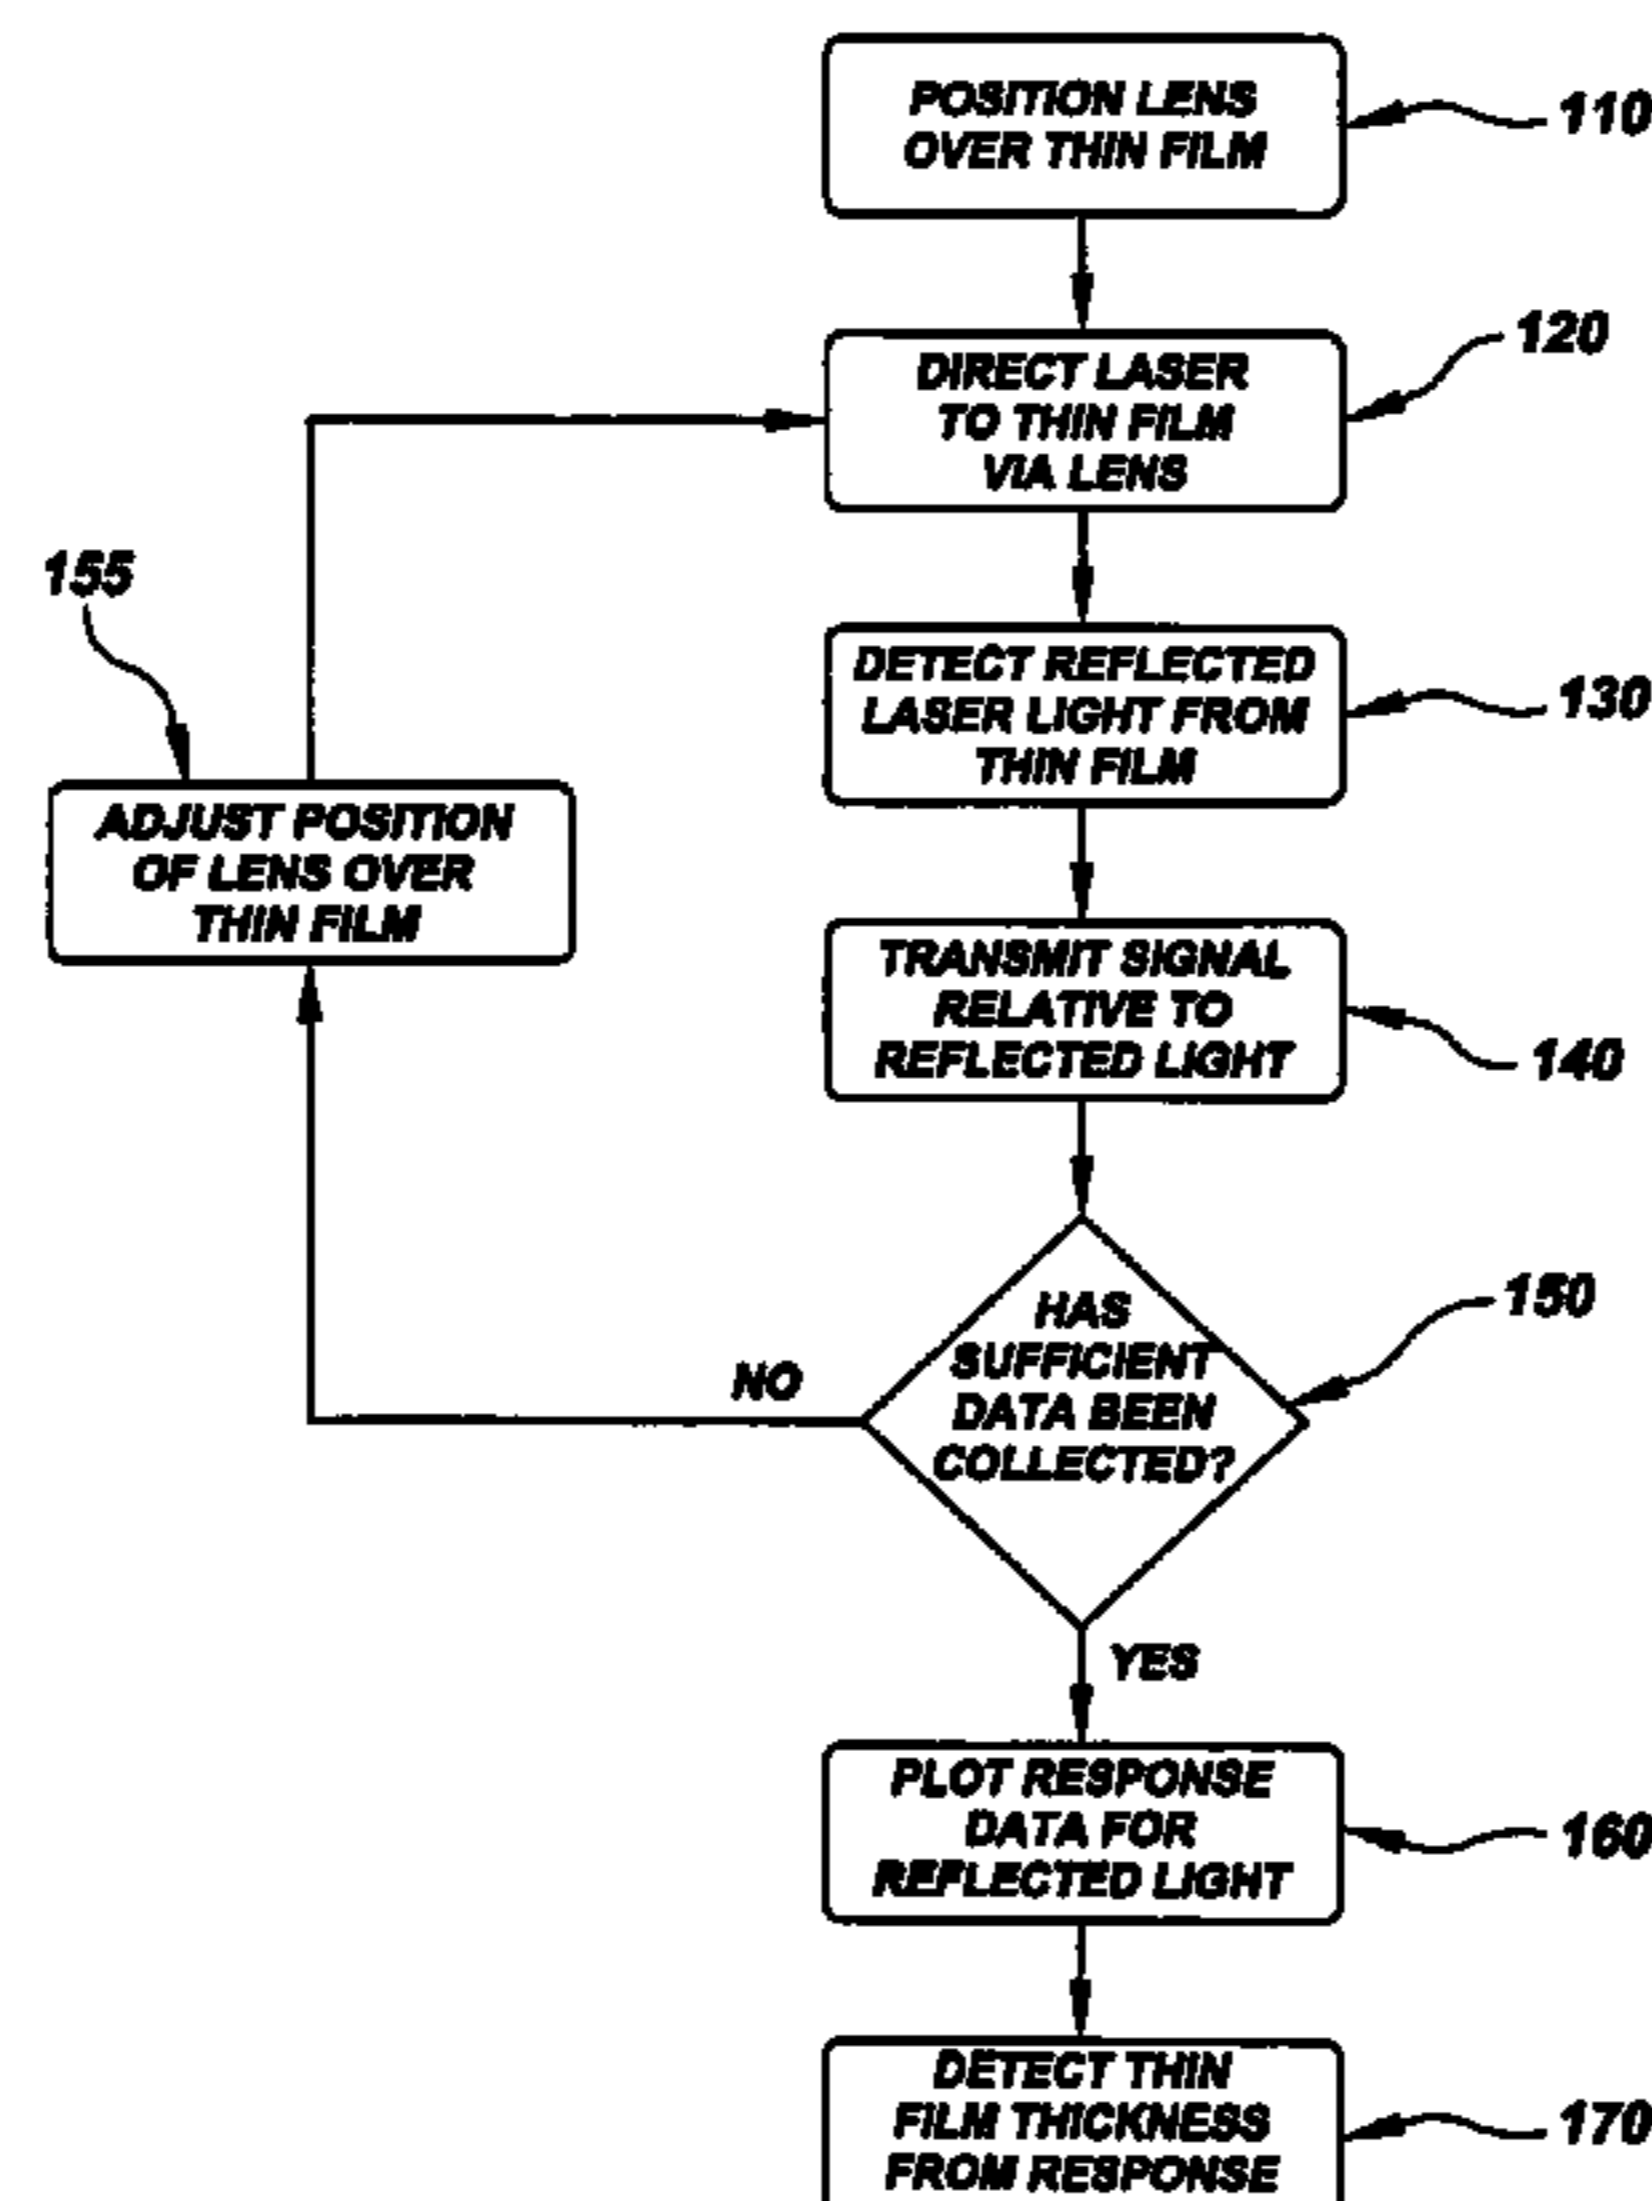 POSITION LENS
OVER THIN FILM
110
DIRECT LASER
TO THIN FILM
VIA LENS
120
155
DETECT REFLECTED
LASER LIGHT FROM
THIN FILM
130
ADJUST POSITION
OF LENS OVER
THIN FILM
TRANSMIT SIGNAL
RELATIVE TO
REFLECTED LIGHT
140
HAS
SUFFICIENT
DATA BEEN
COLLECTED?
150
NO
YES
PLOT RESPONSE
DATA FOR
REFLECTED LIGHT
160
DETECT THIN
FILM THICKNESS
FROM RESPONSE
170